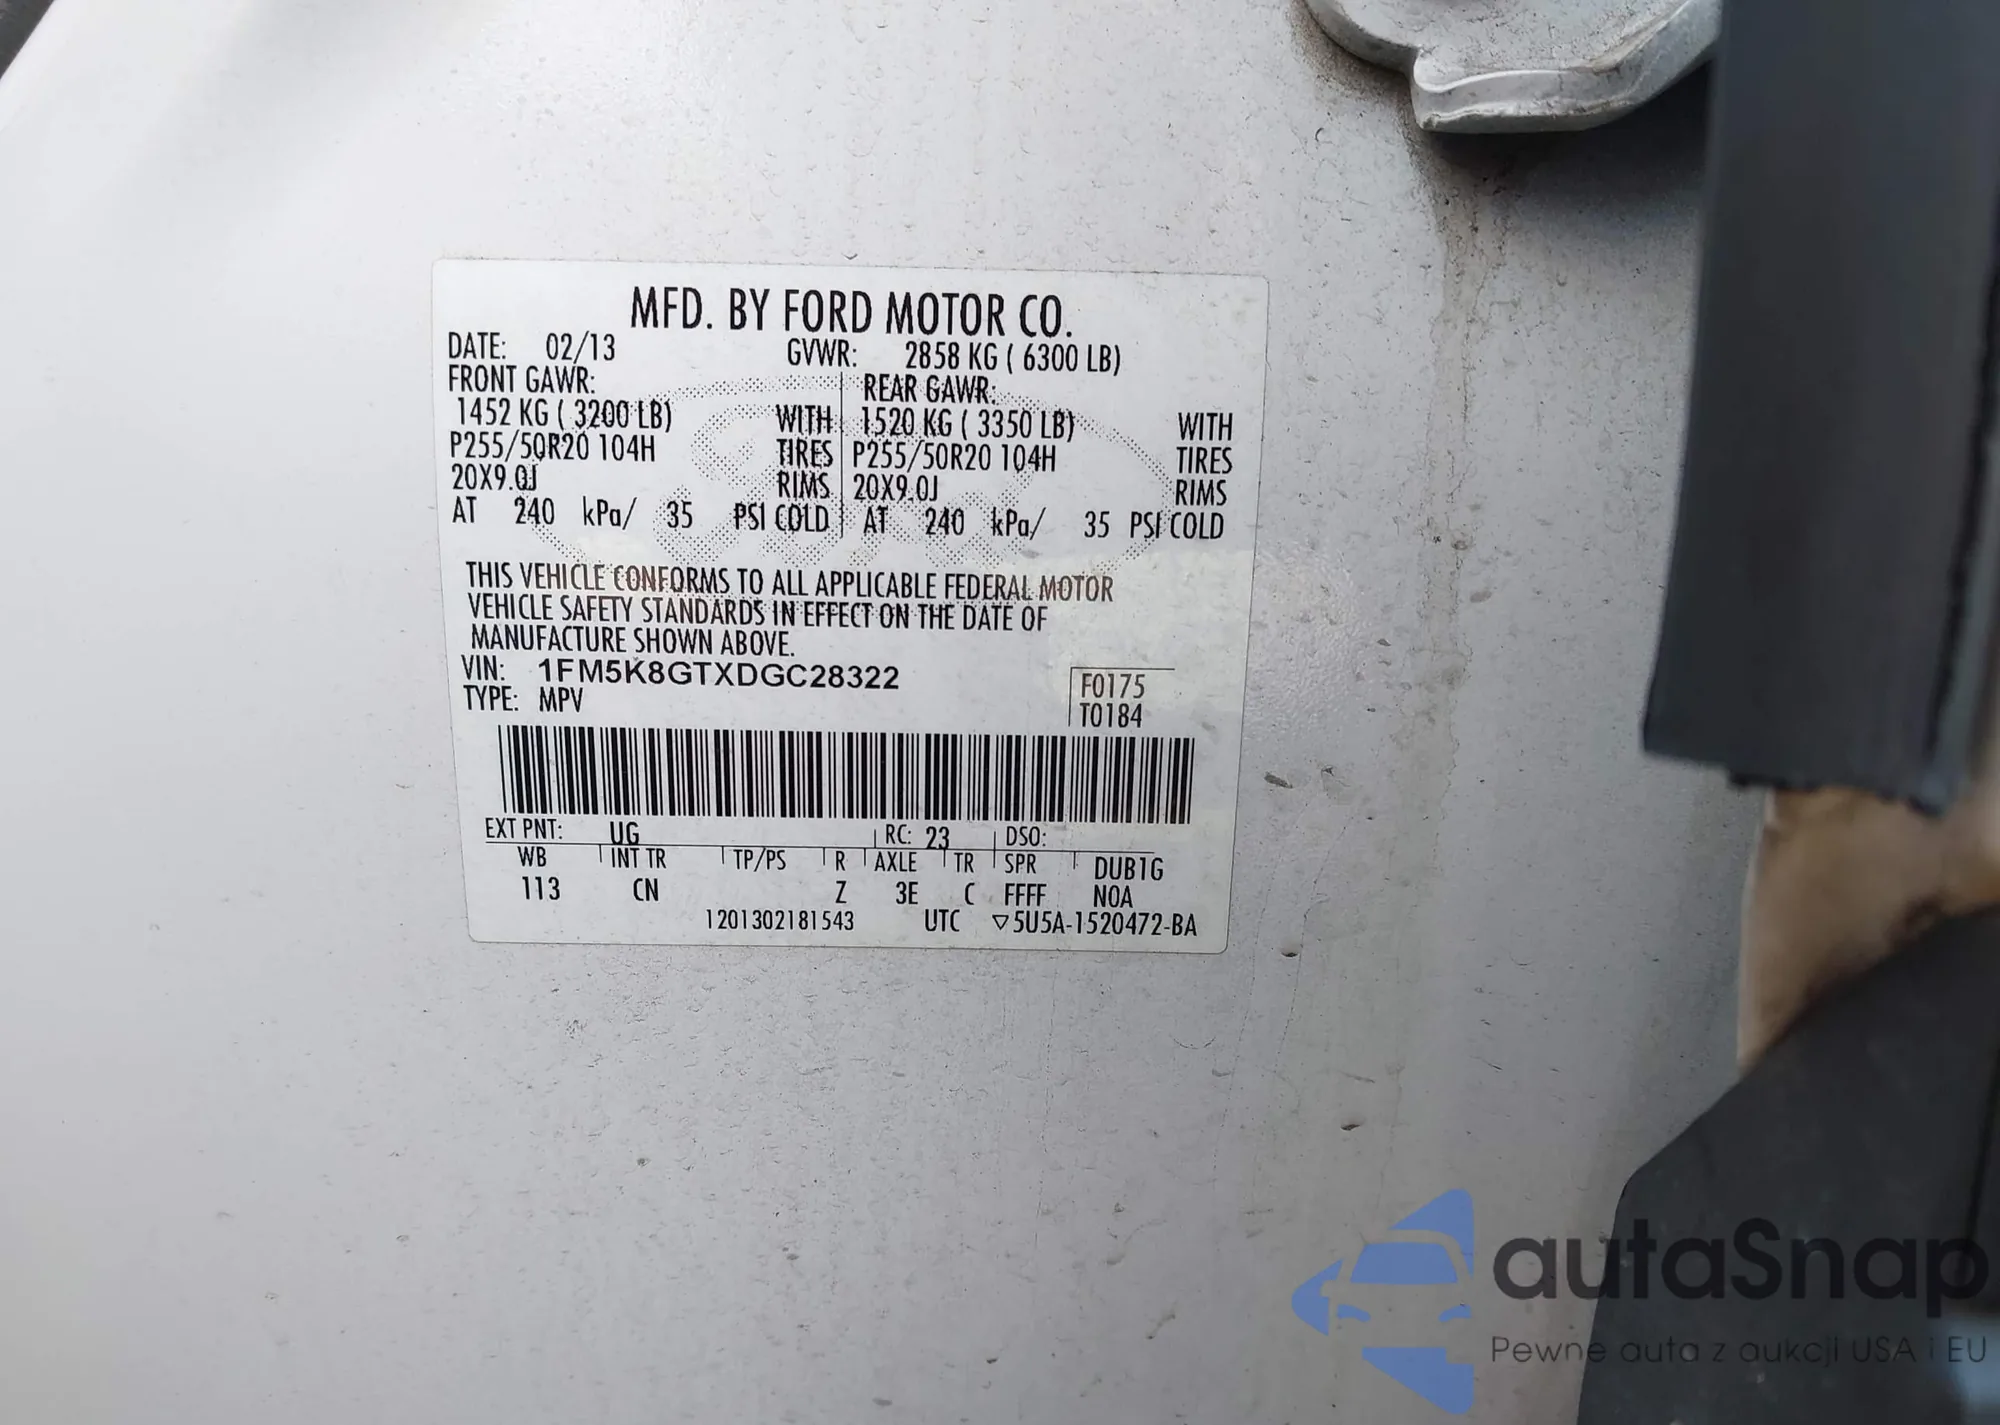 MFD. BY FORD MOTOR CO.
DATE: 02/13 GVWR: 2858 KG ( 6300 LB)
FRONT GAWR: REAR GAWR:
1452 KG ( 3200 LB) WITH 1520 KG ( 3350 LB) WITH
P255/50R20 104H TIRES P255/50R20 104H TIRES
20X9.0J RIMS 20X9.0J RIMS
AT 240 kPa/ 35 PSI COLD AT 240 kPa/ 35 PSI COLD
THIS VEHICLE CONFORMS TO ALL APPLICABLE FEDERAL MOTOR
VEHICLE SAFETY STANDARDS IN EFFECT ON THE DATE OF
MANUFACTURE SHOWN ABOVE.
VIN: 1FM5K8GTXDGC28322
TYPE: MPV
F0175
T0184
EXT PNT: UG RC: 23 DSO:
WB INT TR TP/PS R AXLE TR SPR DUB1G
113 CN Z 3E C FFFF NOA
1201302181543 UTC ▽5U5A-1520472-BA
autaSnap
Pewne auta z aukcji USA i EU